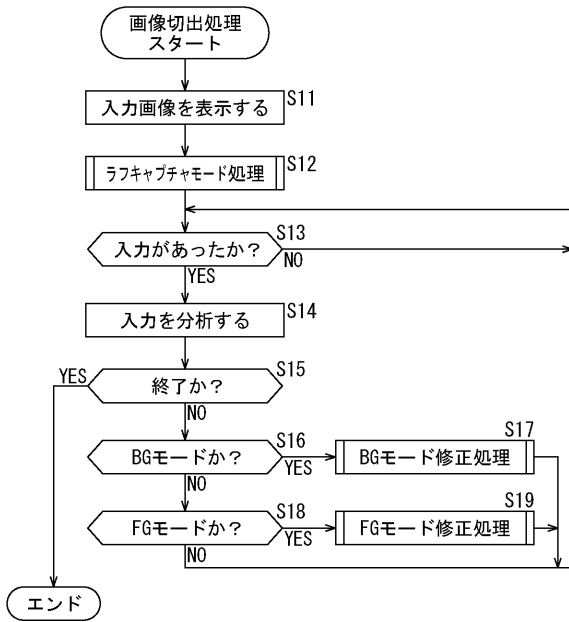 画像切出処理
スタート
入力画像を表示する
S11
ラフキャプチャモード処理
S12
入力があったか?
S13
NO
YES
入力を分析する
S14
終了か?
S15
YES
NO
BGモードか?
S16
YES
BGモード修正処理
S17
NO
FGモードか?
S18
YES
FGモード修正処理
S19
NO
エンド